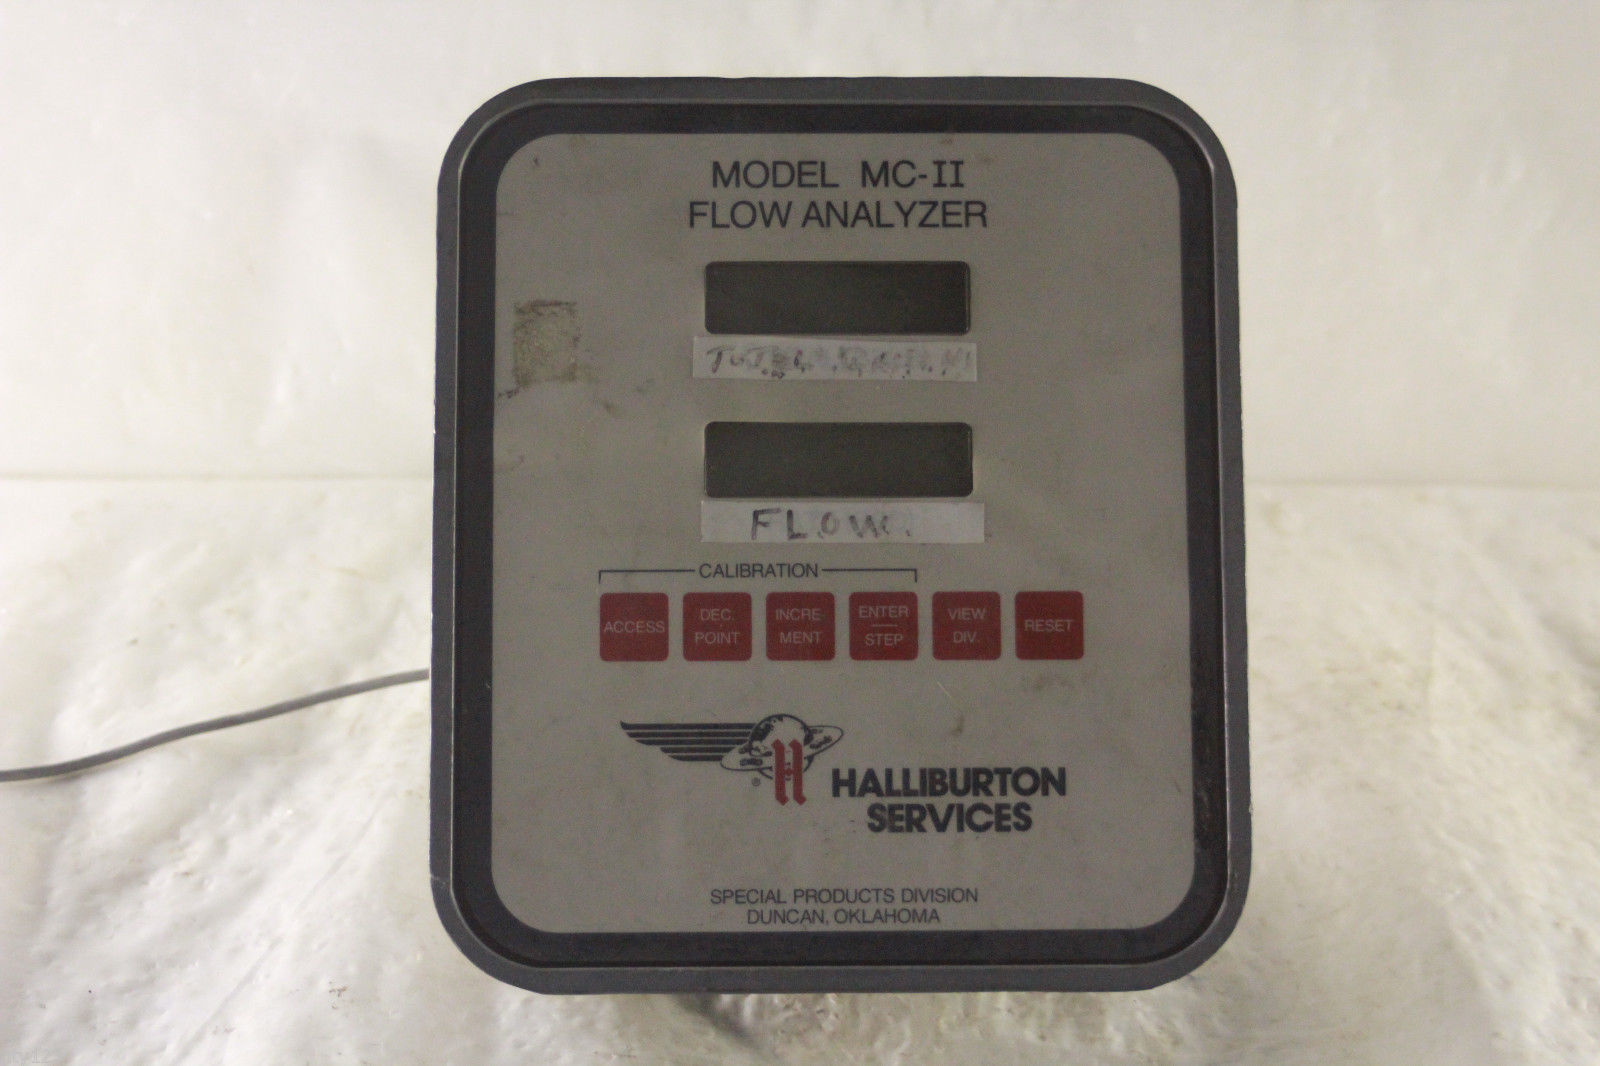 MODEL MC-II
FLOW ANALYZER
FLOW
CALIBRATION
ACCESS
DEC.
POINT
INCRE-
MENT
ENTER
STEP
VIEW
DIV.
RESET
H
®
HALLIBURTON
SERVICES
SPECIAL PRODUCTS DIVISION
DUNCAN, OKLAHOMA